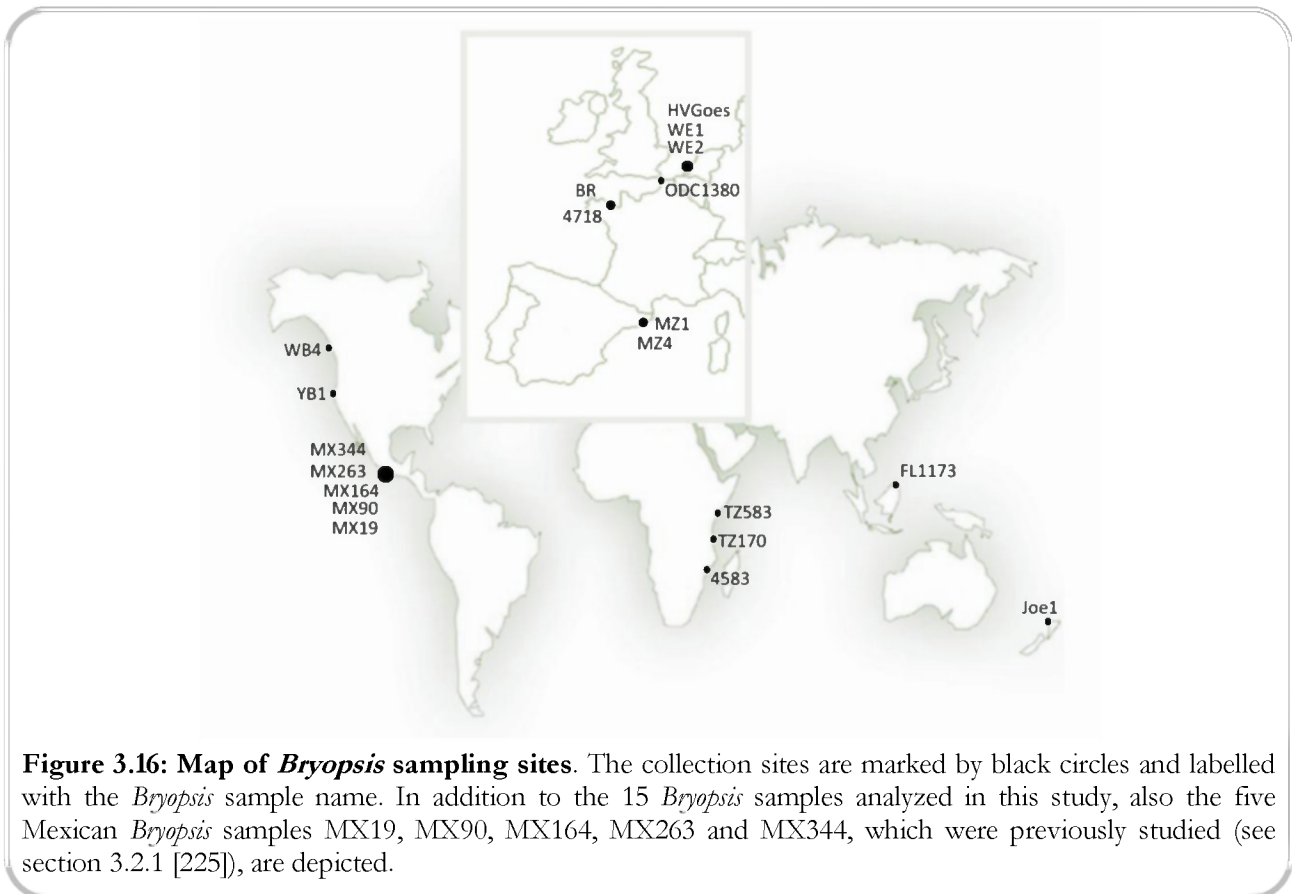 HVGoes
WE1
WE2
ODC1380
BR
4718
MZ1
MZ4
WB4
YB1
MX344
MX263
MX164
MX90
MX19
FL1173
TZ583
TZ170
4583
Joe1
Figure 3.16: Map of Bryopsis sampling sites. The collection sites are marked by black circles and labelled
with the Bryopsis sample name. In addition to the 15 Bryopsis samples analyzed in this study, also the five
Mexican Bryopsis samples MX19, MX90, MX164, MX263 and MX344, which were previously studied (see
section 3.2.1 [225]), are depicted.